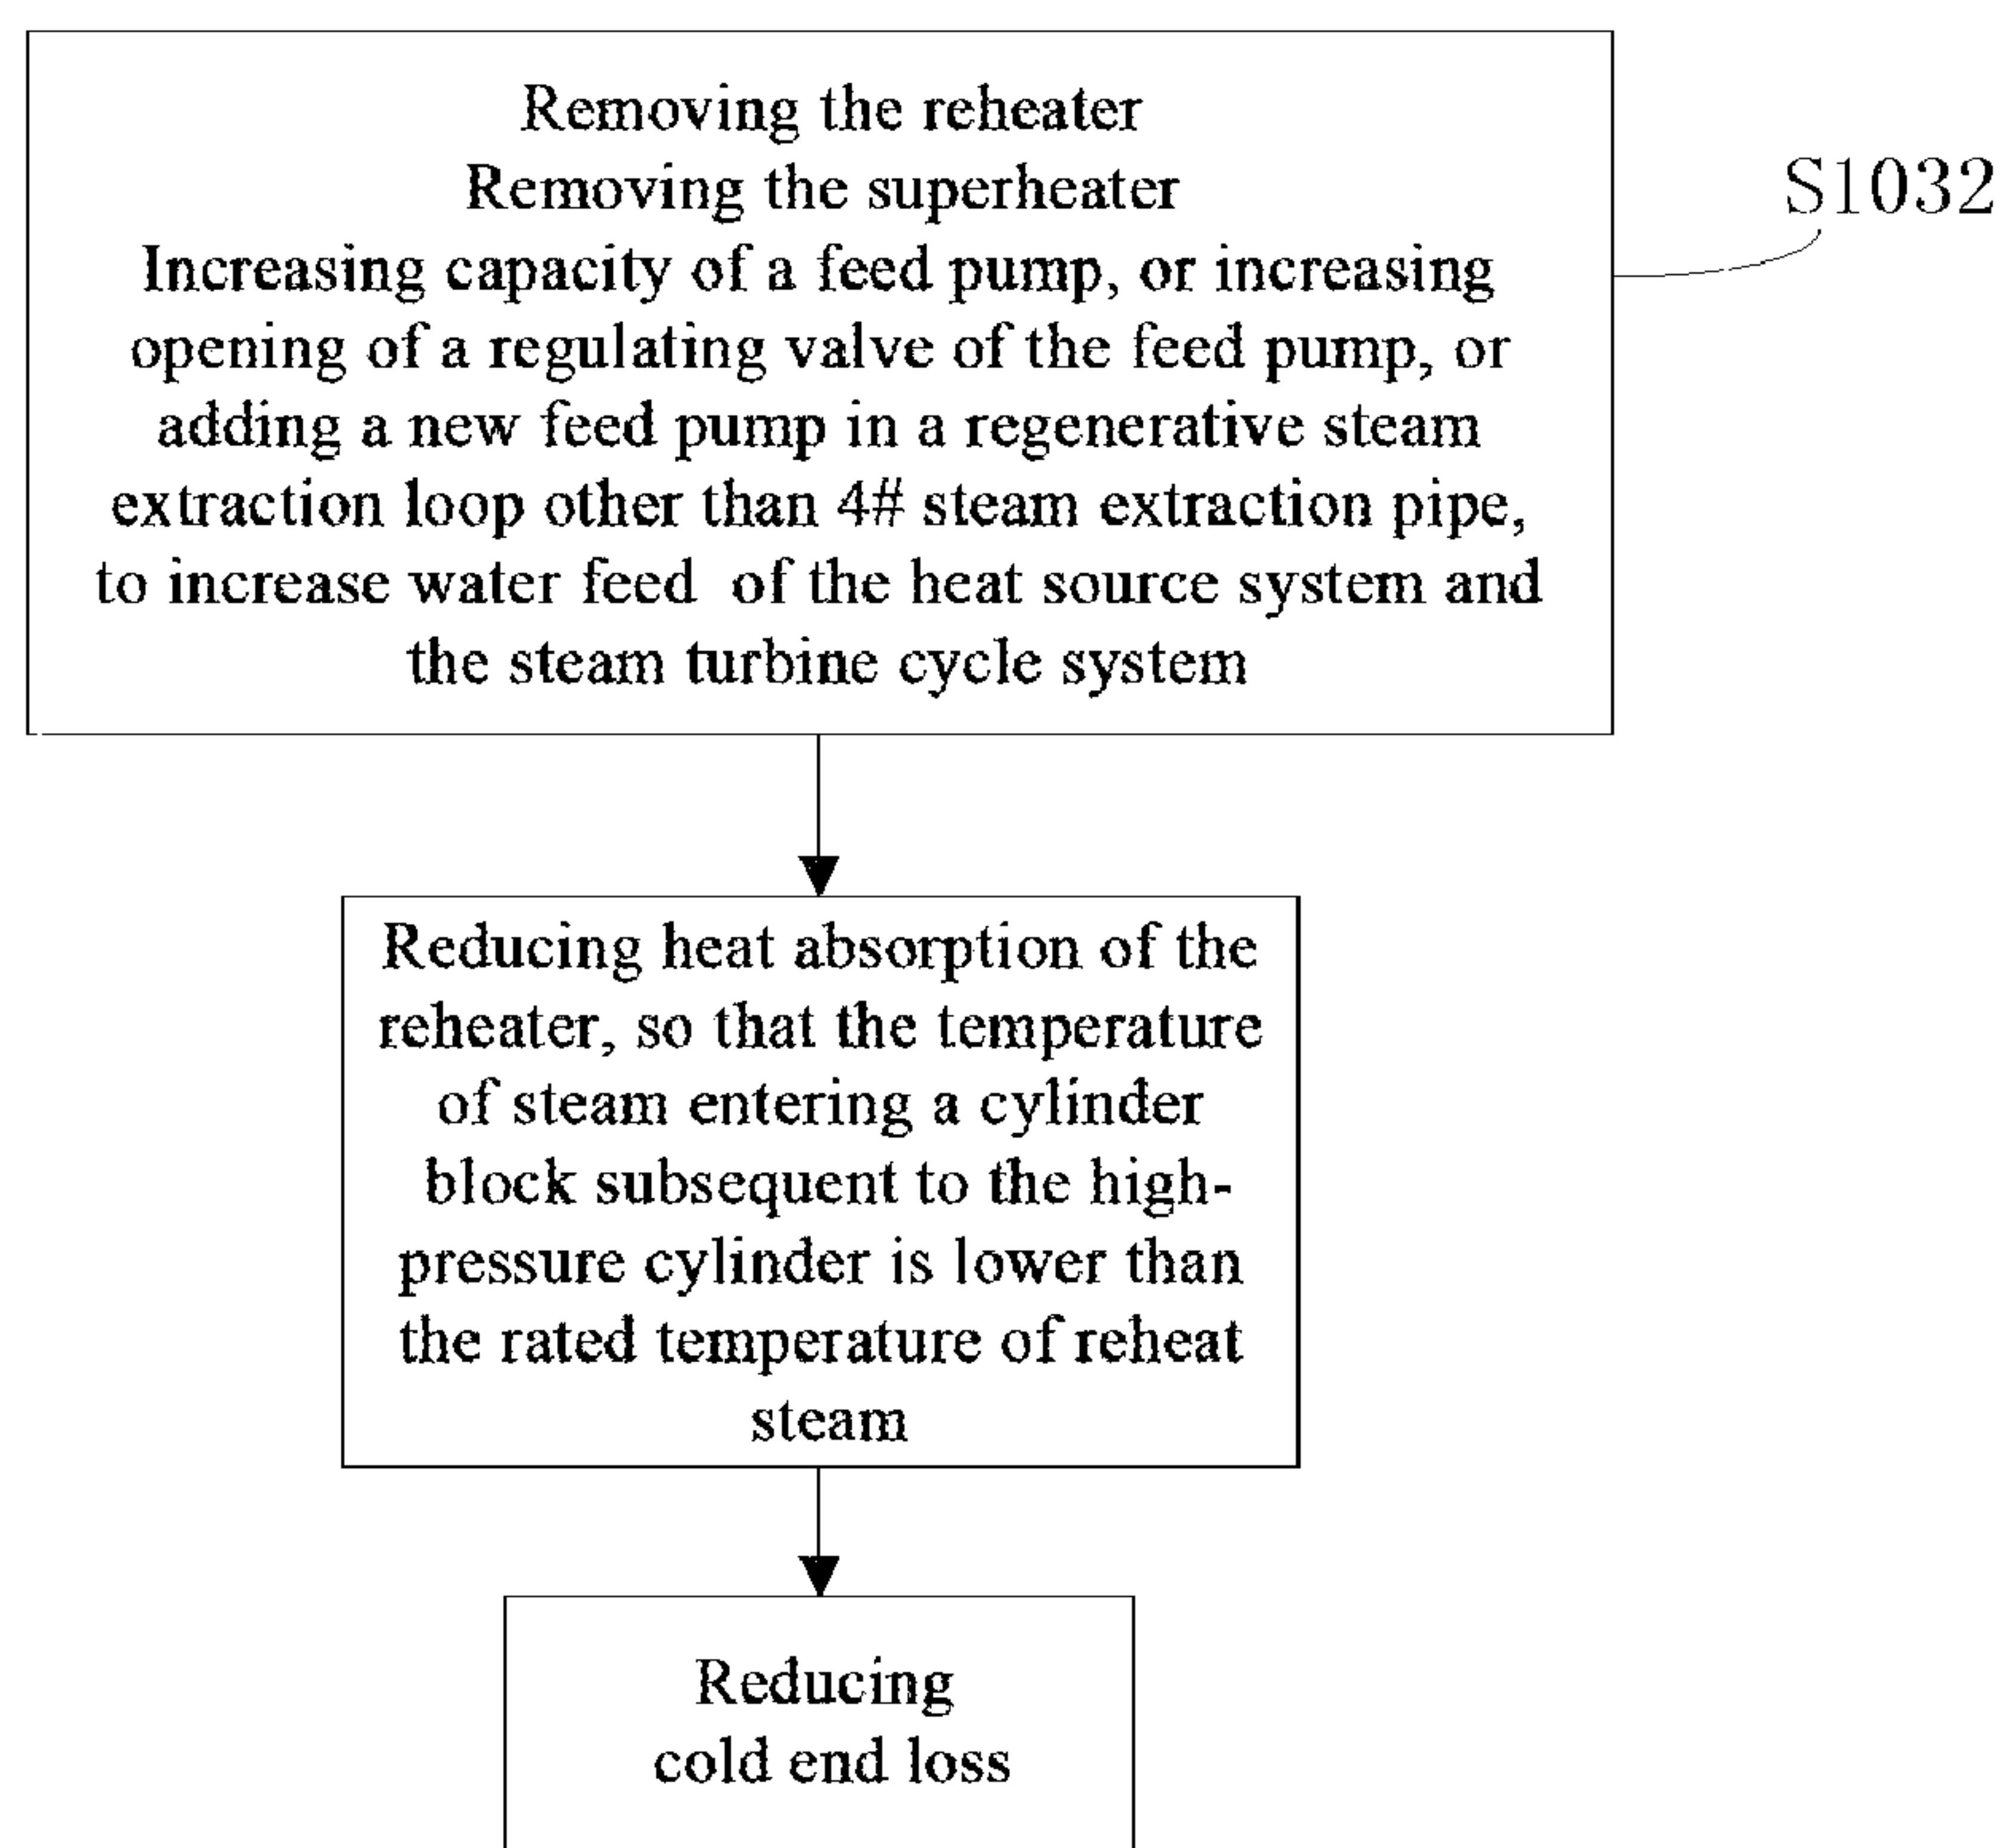 Removing the reheater
Removing the superheater
Increasing capacity of a feed pump, or increasing
opening of a regulating valve of the feed pump, or
adding a new feed pump in a regenerative steam
extraction loop other than 4# steam extraction pipe,
to increase water feed of the heat source system and
the steam turbine cycle system
S1032
Reducing heat absorption of the
reheater, so that the temperature
of steam entering a cylinder
block subsequent to the high-
pressure cylinder is lower than
the rated temperature of reheat
steam
Reducing
cold end loss